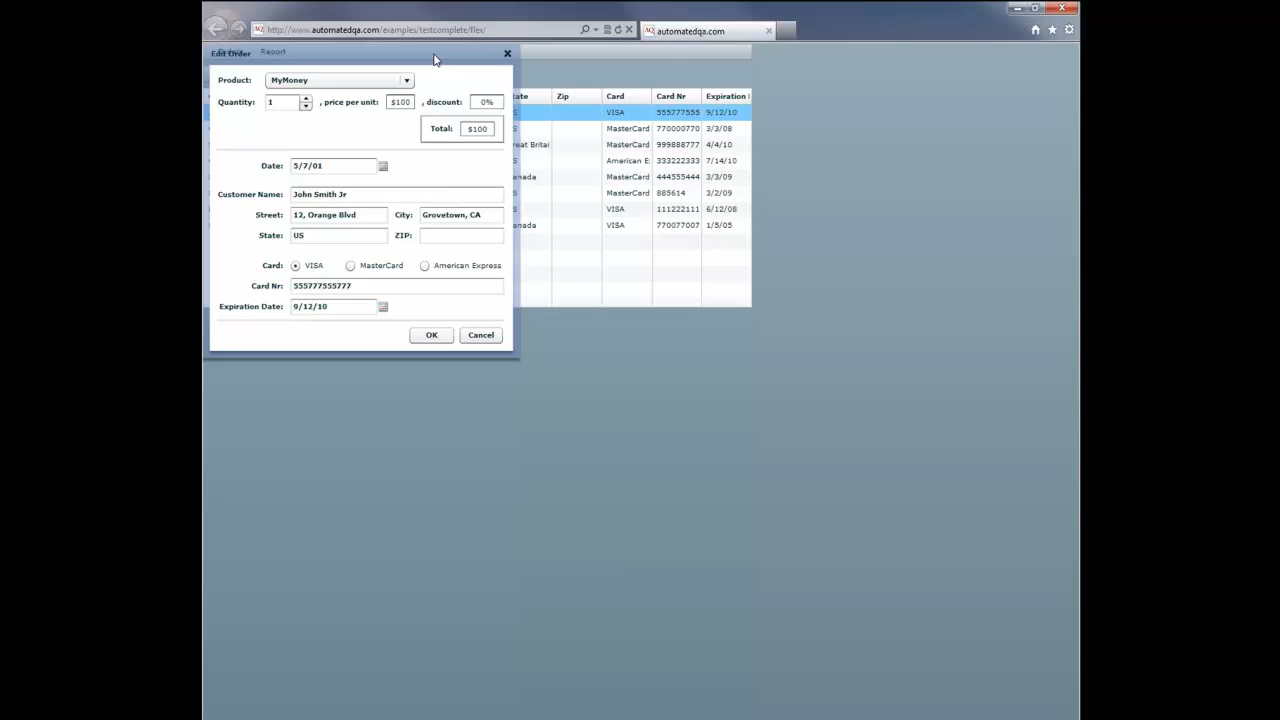 http://www.automatedqa.com/examples/testcomplete/flex/
automatedqa.com
Edit Order
Report
Product: MyMoney
Quantity: 1 , price per unit: $100 , discount: 0%
Total: $100
Date: 5/7/01
Customer Name: John Smith Jr
Street: 12, Orange Blvd City: Grovetown, CA
State: US ZIP:
Card: VISA MasterCard American Express
Card Nr: 555777555777
Expiration Date: 9/12/10
OK Cancel
tate Zip Card Card Nr Expiration
S VISA 555777555 9/12/10
S MasterCard 770000770 3/3/08
reat Britai MasterCard 999888777 4/4/10
S American E: 333222333 7/14/10
anada MasterCard 444555444 3/3/09
S MasterCard 885614 3/2/09
S VISA 111222111 6/12/08
anada VISA 770077007 1/5/05